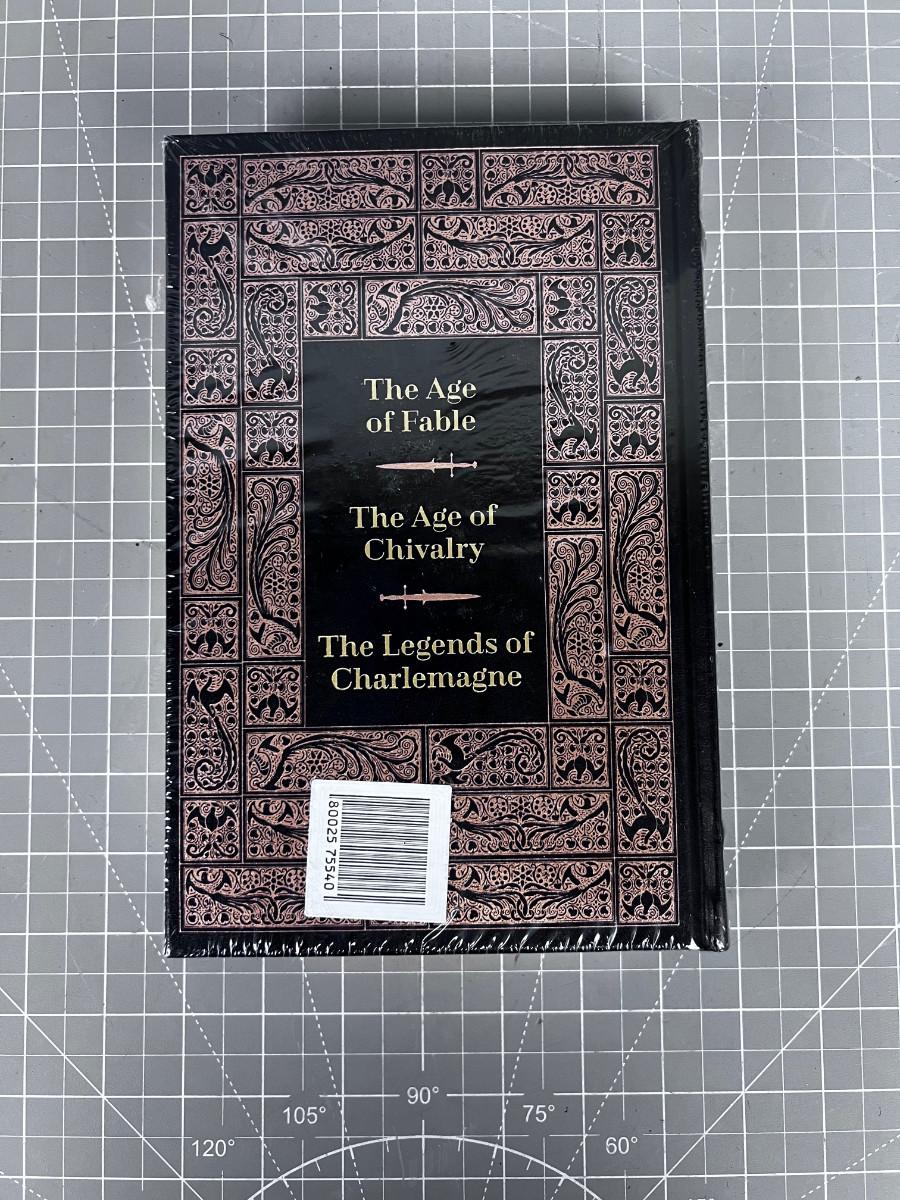 The Age
of Fable
The Age of
Chivalry
The Legends of
Charlemagne
80025 75540
105°
90°
75°
120°
60°